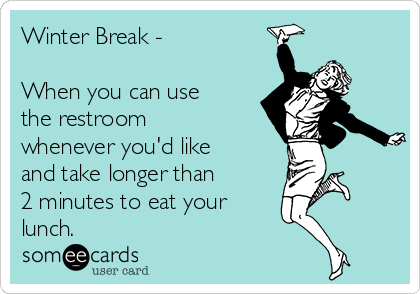 Winter Break -
When you can use
the restroom
whenever you'd like
and take longer than
2 minutes to eat your
lunch.
someecards
user card